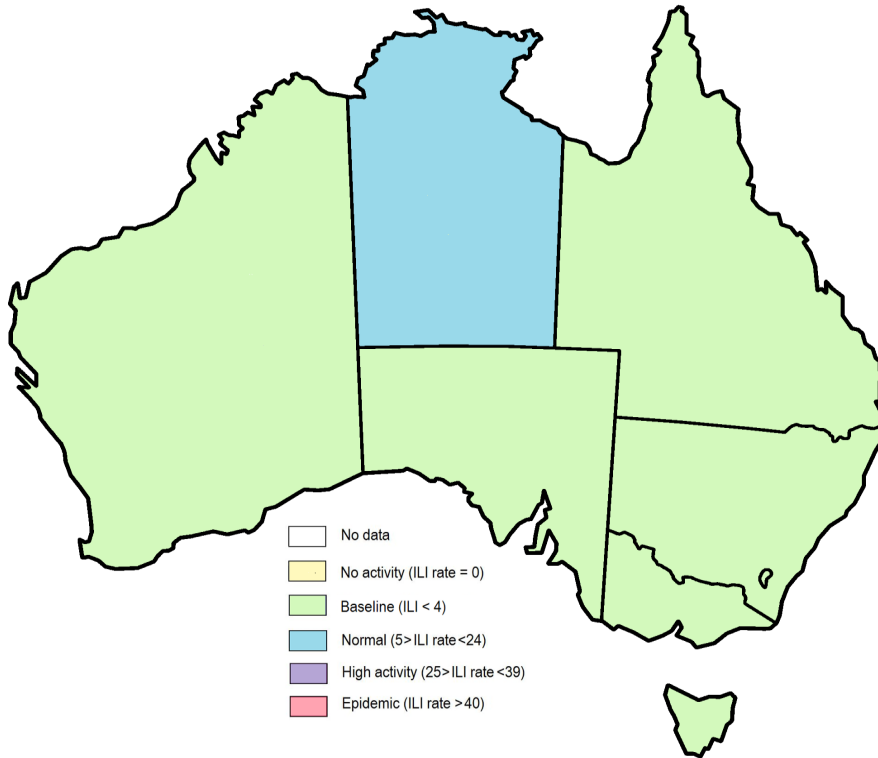 No data
No activity (ILI rate = 0)
Baseline (ILI < 4)
Normal (5> ILI rate <24)
High activity (25> ILI rate <39)
Epidemic (ILI rate >40)